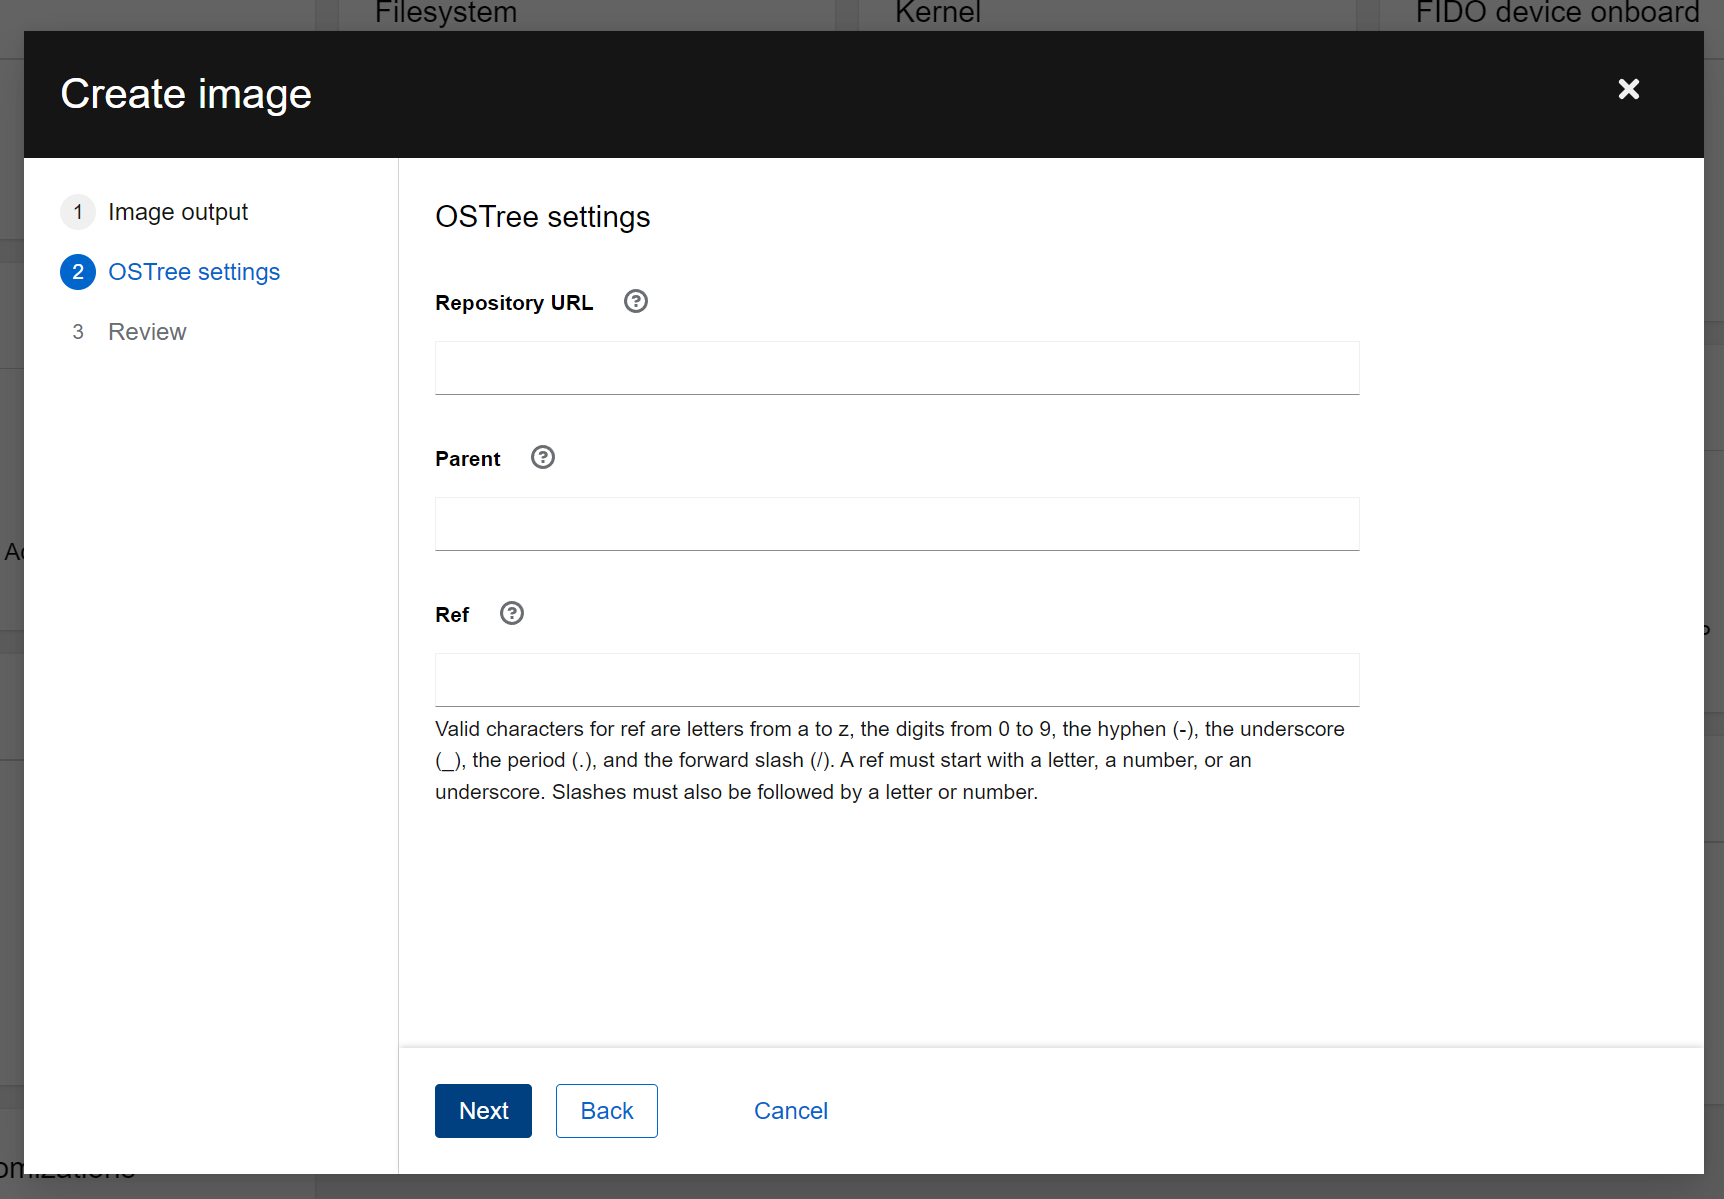 Filesystem
Kernel
FIDO device onboard
Create image
1 Image output
2 OSTree settings
3 Review
OSTree settings
Repository URL
Parent
Ref
Valid characters for ref are letters from a to z, the digits from 0 to 9, the hyphen (-), the underscore
(_), the period (.), and the forward slash (/). A ref must start with a letter, a number, or an
underscore. Slashes must also be followed by a letter or number.
Next
Back
Cancel